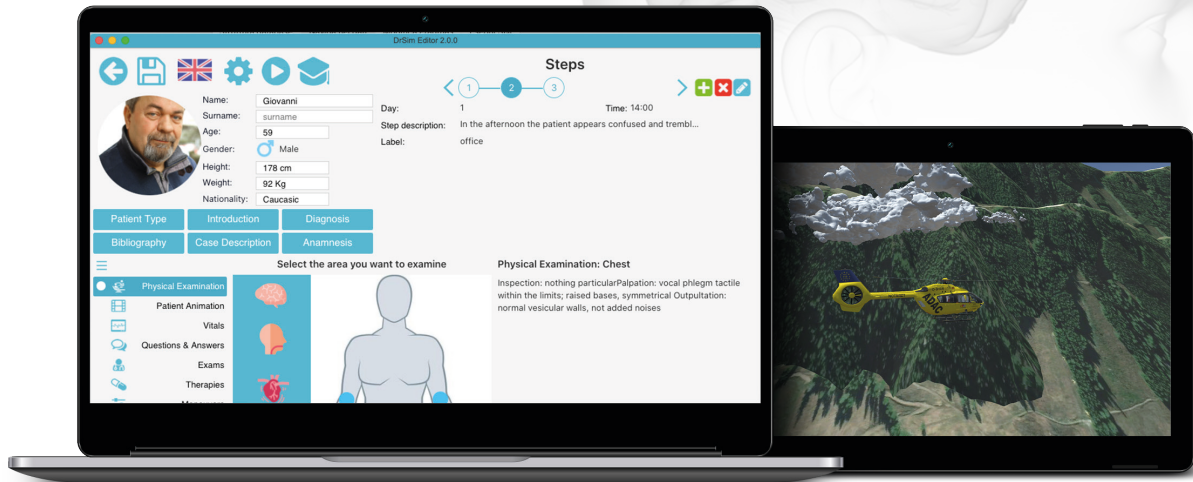 DrSim Editor 2.0.0
Steps
1
2
3
Name: Giovanni
Surname: surname
Age: 59
Gender: Male
Height: 178 cm
Weight: 92 Kg
Nationality: Caucasic
Day: 1 Time: 14:00
Step description: In the afternoon the patient appears confused and trembl...
Label: office
Patient Type Introduction Diagnosis
Bibliography Case Description Anamnesis
Select the area you want to examine
Physical Examination: Chest
Physical Examination
Patient Animation
Vitals
Questions & Answers
Exams
Therapies
Inspection: nothing particularPalpation: vocal phlegm tactile
within the limits; raised bases, symmetrical Outpultation:
normal vesicular walls, not added noises
ADAC